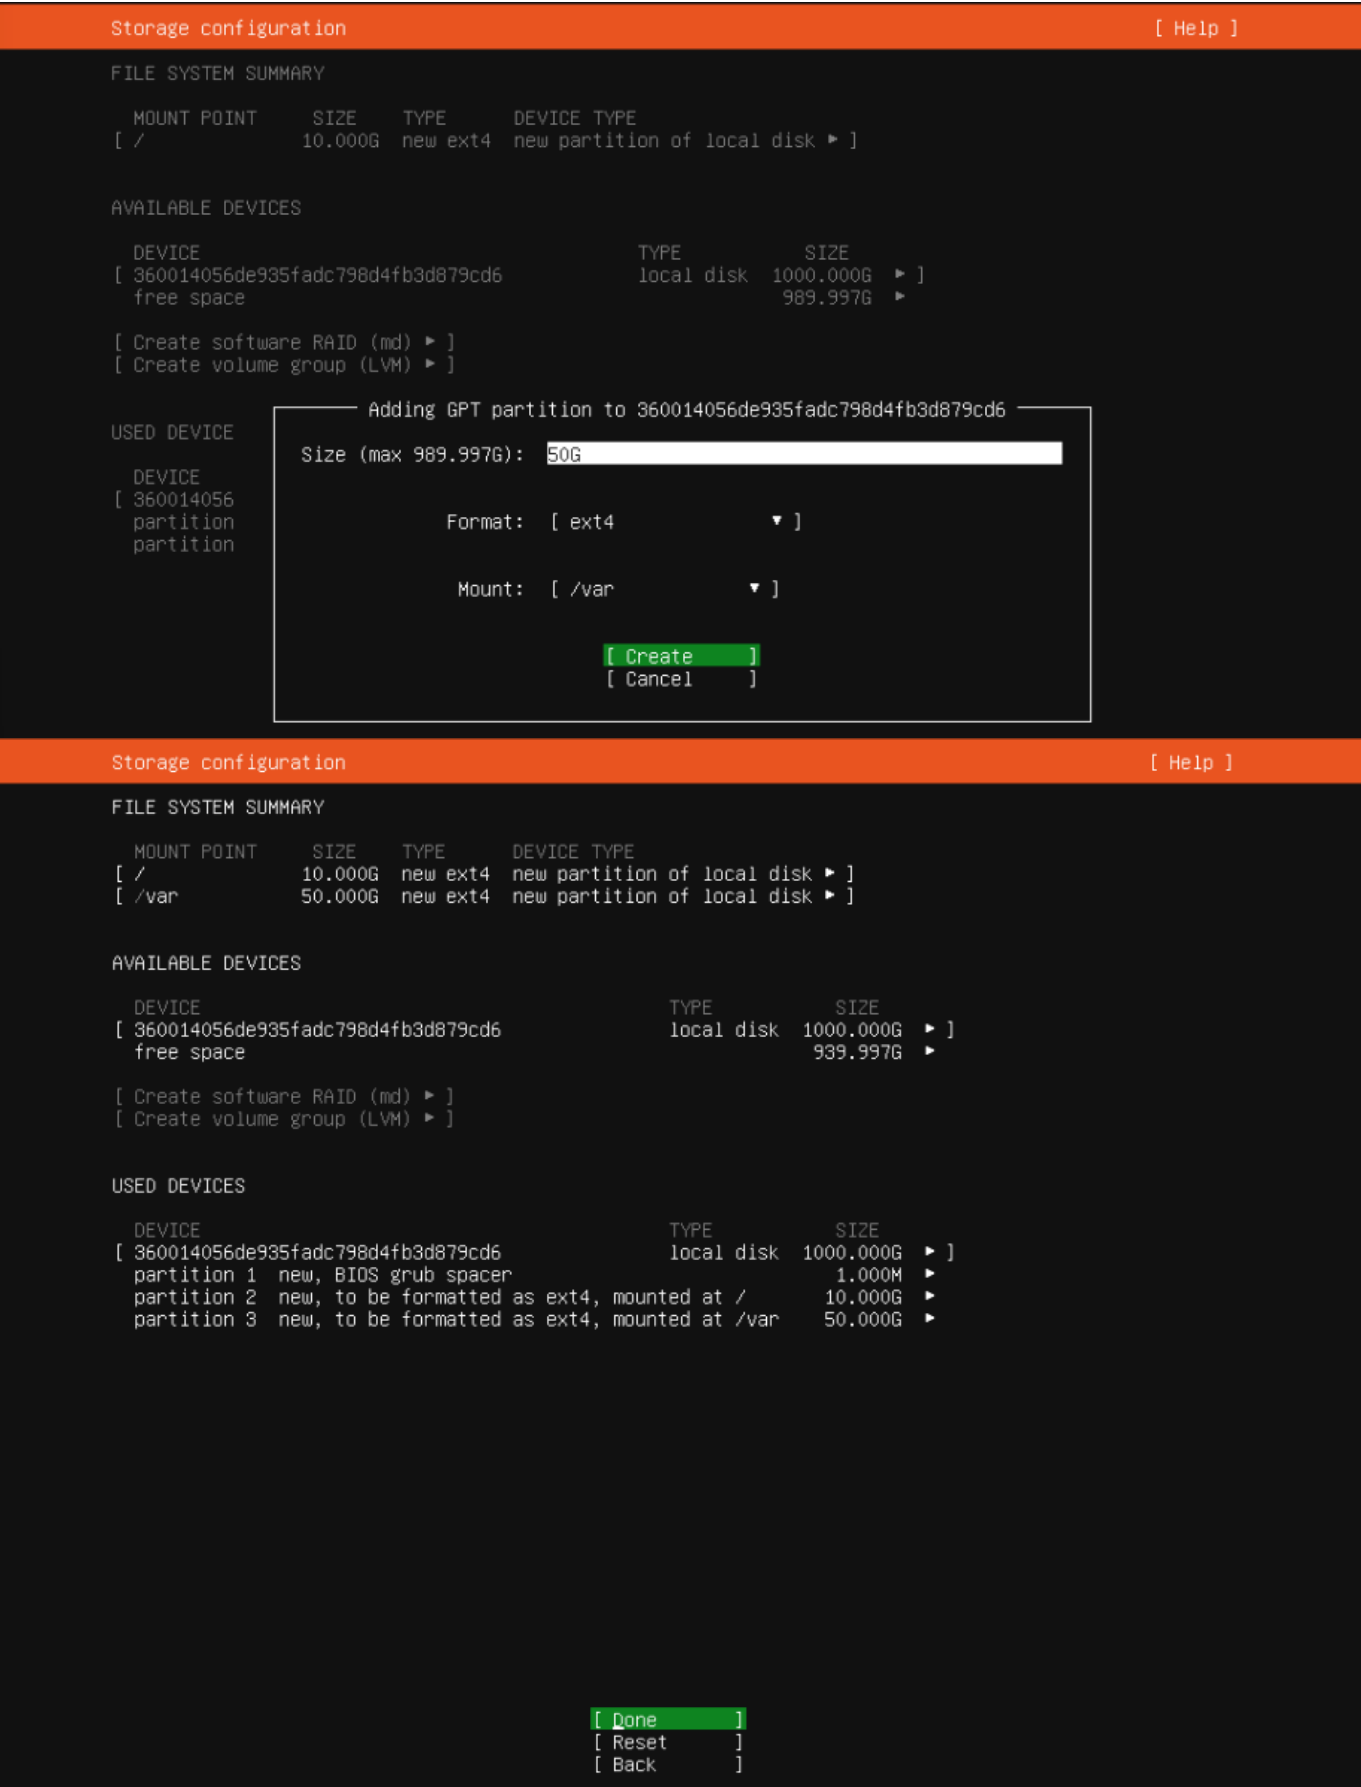 Storage configuration [ Help ]
FILE SYSTEM SUMMARY
MOUNT POINT SIZE TYPE DEVICE TYPE
[ / 10.000G new ext4 new partition of local disk ▸ ]
AVAILABLE DEVICES
DEVICE TYPE SIZE
[ 360014056de935fadc798d4fb3d879cd6 local disk 1000.000G ▸ ]
free space 989.997G ▸
[ Create software RAID (md) ▸ ]
[ Create volume group (LVM) ▸ ]
Adding GPT partition to 360014056de935fadc798d4fb3d879cd6
USED DEVICE
Size (max 989.997G): 50G
DEVICE
[ 360014056
partition
Format: [ ext4 ▾ ]
partition
Mount: [ /var ▾ ]
[ Create ]
[ Cancel ]
Storage configuration [ Help ]
FILE SYSTEM SUMMARY
MOUNT POINT SIZE TYPE DEVICE TYPE
[ / 10.000G new ext4 new partition of local disk ▸ ]
[ /var 50.000G new ext4 new partition of local disk ▸ ]
AVAILABLE DEVICES
DEVICE TYPE SIZE
[ 360014056de935fadc798d4fb3d879cd6 local disk 1000.000G ▸ ]
free space 939.997G ▸
[ Create software RAID (md) ▸ ]
[ Create volume group (LVM) ▸ ]
USED DEVICES
DEVICE TYPE SIZE
[ 360014056de935fadc798d4fb3d879cd6 local disk 1000.000G ▸ ]
partition 1 new, BIOS grub spacer 1.000M ▸
partition 2 new, to be formatted as ext4, mounted at / 10.000G ▸
partition 3 new, to be formatted as ext4, mounted at /var 50.000G ▸
[ Done ]
[ Reset ]
[ Back ]